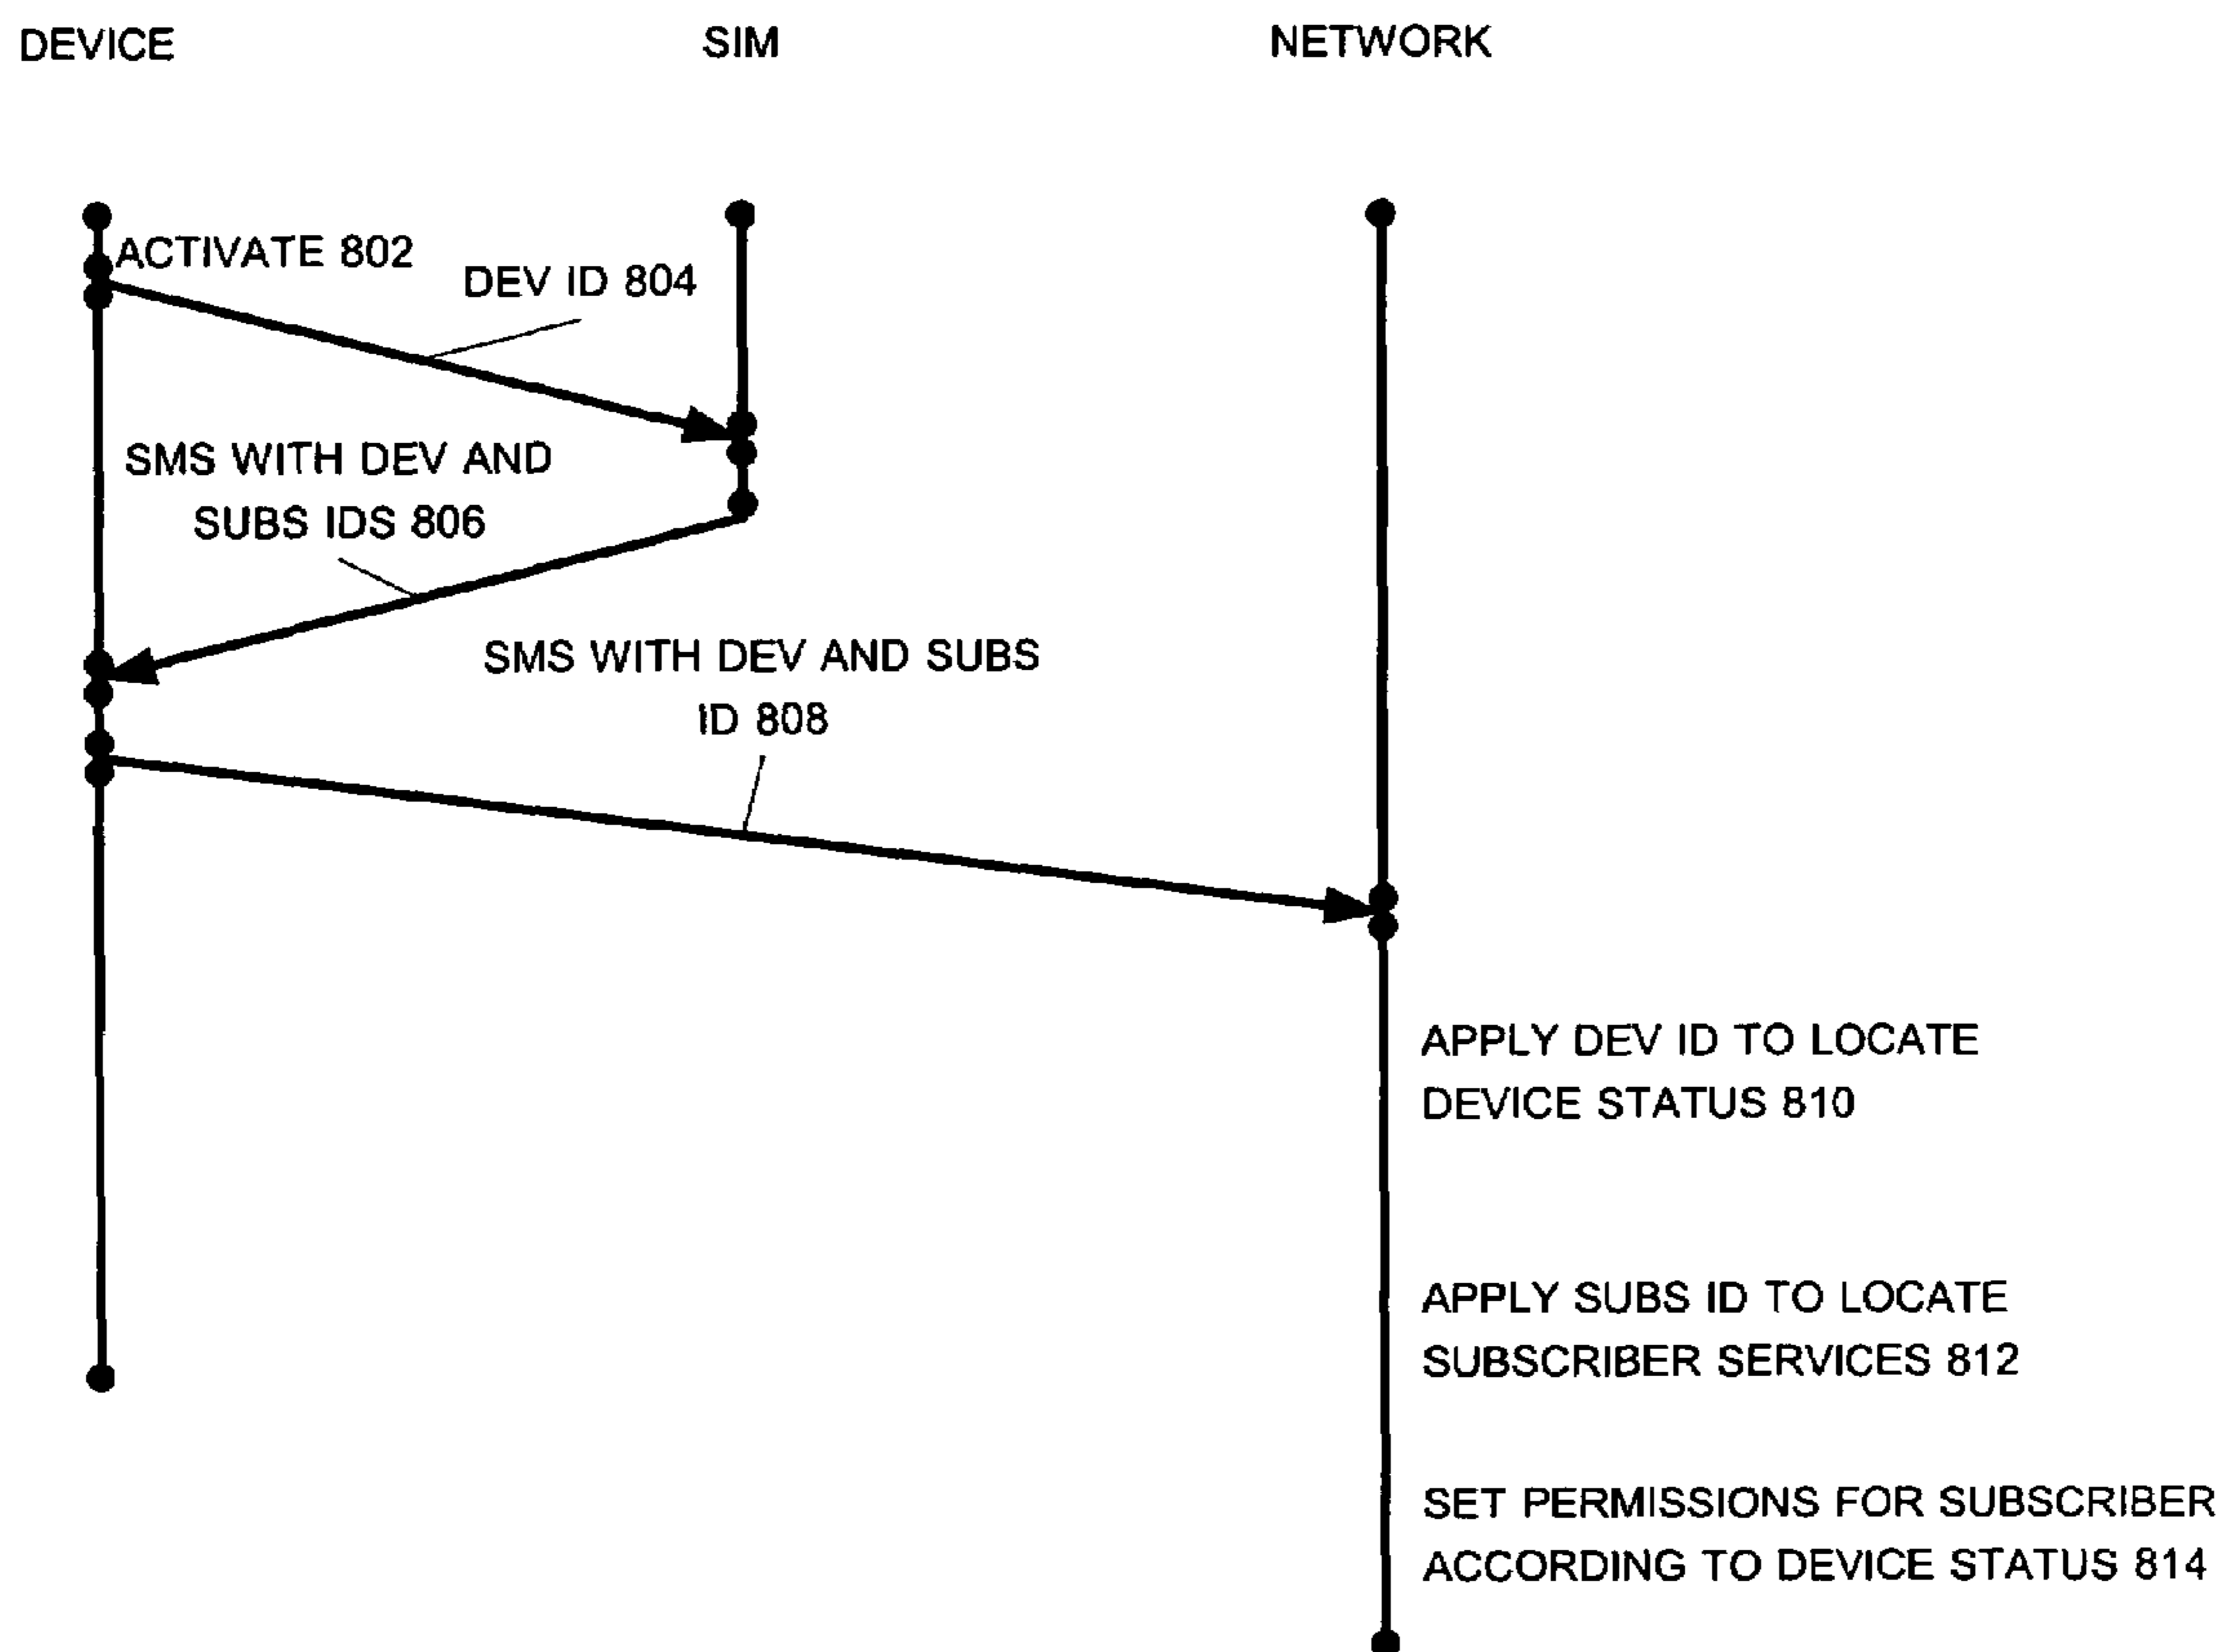 DEVICE
SIM
NETWORK
ACTIVATE 802
DEV ID 804
SMS WITH DEV AND
SUBS IDS 806
SMS WITH DEV AND SUBS
ID 808
APPLY DEV ID TO LOCATE
DEVICE STATUS 810
APPLY SUBS ID TO LOCATE
SUBSCRIBER SERVICES 812
SET PERMISSIONS FOR SUBSCRIBER
ACCORDING TO DEVICE STATUS 814